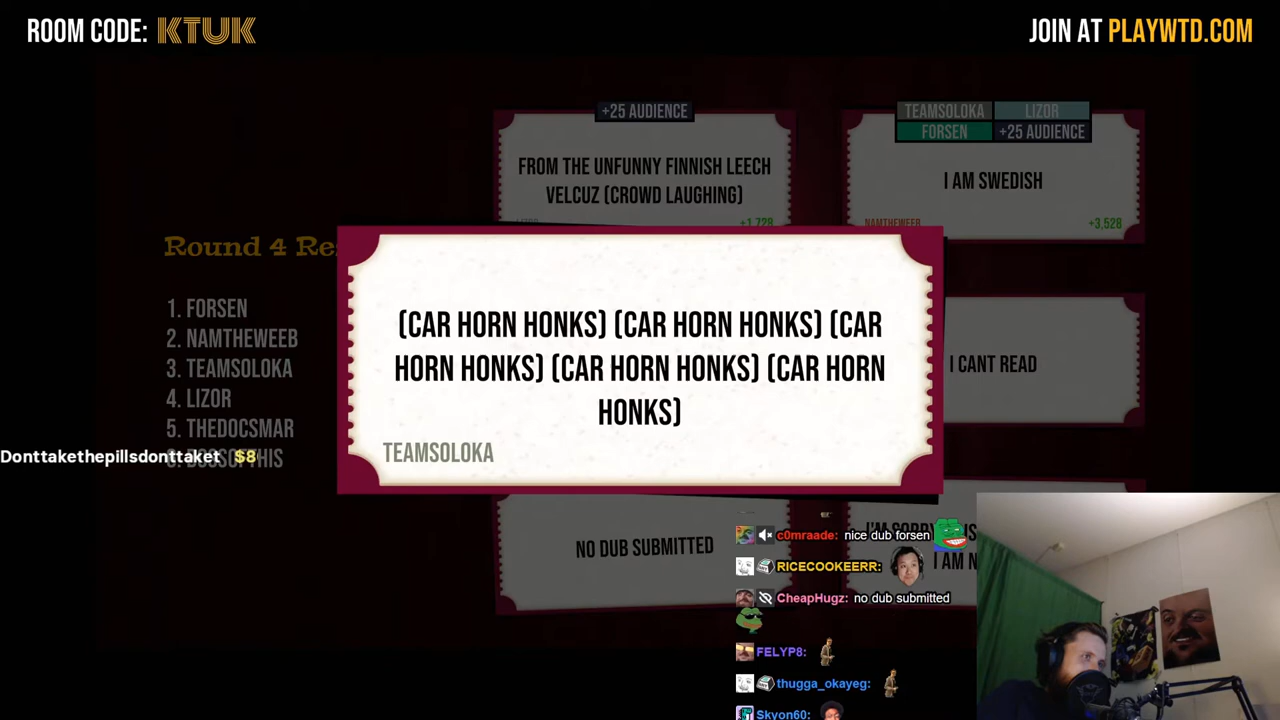 ROOM CODE: KTUK
JOIN AT PLAYWTD.COM
+25 AUDIENCE
FROM THE UNFUNNY FINNISH LEECH
VELCUZ (CROWD LAUGHING)
+1,728
TEAMSOLOKA
LIZOR
FORSEN
+25 AUDIENCE
I AM SWEDISH
NAMTHEWEEB
+3,528
Round 4 Re
1. FORSEN
2. NAMTHEWEEB
3. TEAMSOLOKA
4. LIZOR
5. THEDOCSMAR
Donttakethepillsdonttaket $8
(CAR HORN HONKS) (CAR HORN HONKS) (CAR
HORN HONKS) (CAR HORN HONKS) (CAR HORN
HONKS)
TEAMSOLOKA
I CANT READ
NO DUB SUBMITTED
I'M SORRY
I AM N
c0mraade: nice dub forsen
RICECOOKEERR:
CheapHugz: no dub submitted
FELYP8:
thugga_okayeg:
Skyon60: